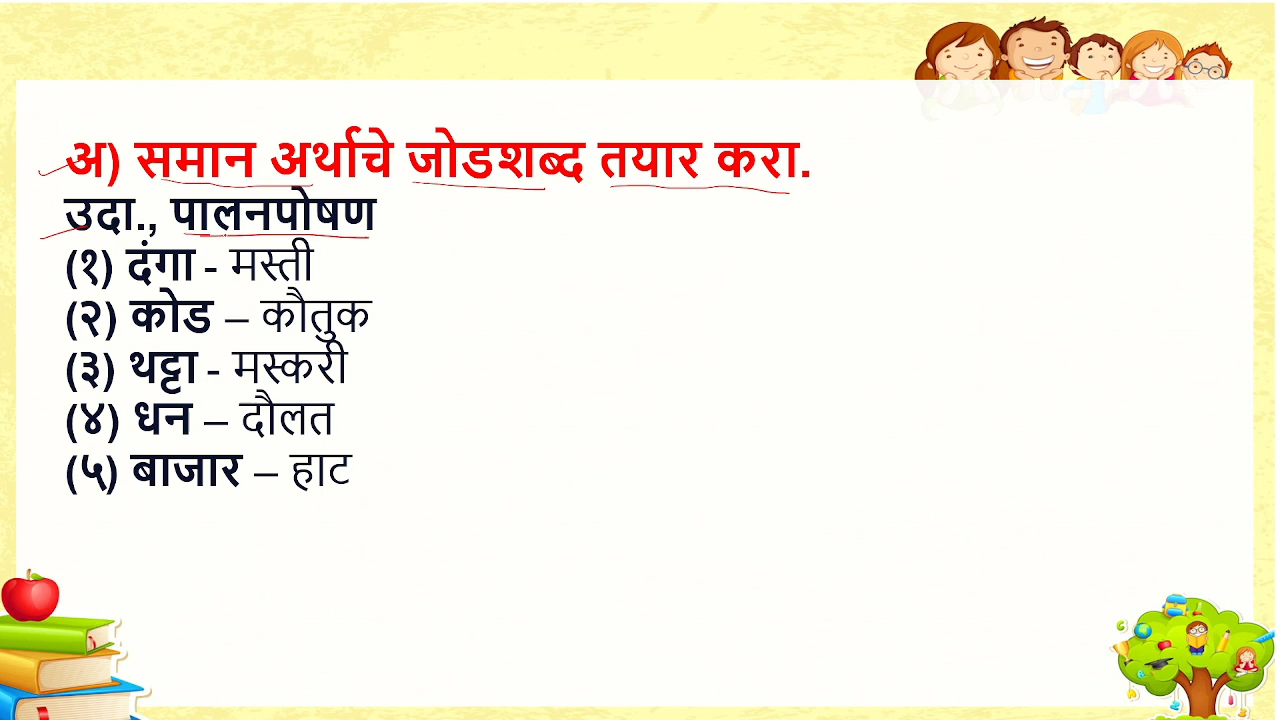 अ) समान अर्थाचे जोडशब्द तयार करा.
उदा., पालनपोषण
(१) दंगा - मस्ती
(२) कोड – कौतुक
(३) थट्टा - मस्करी
(४) धन – दौलत
(५) बाजार – हाट